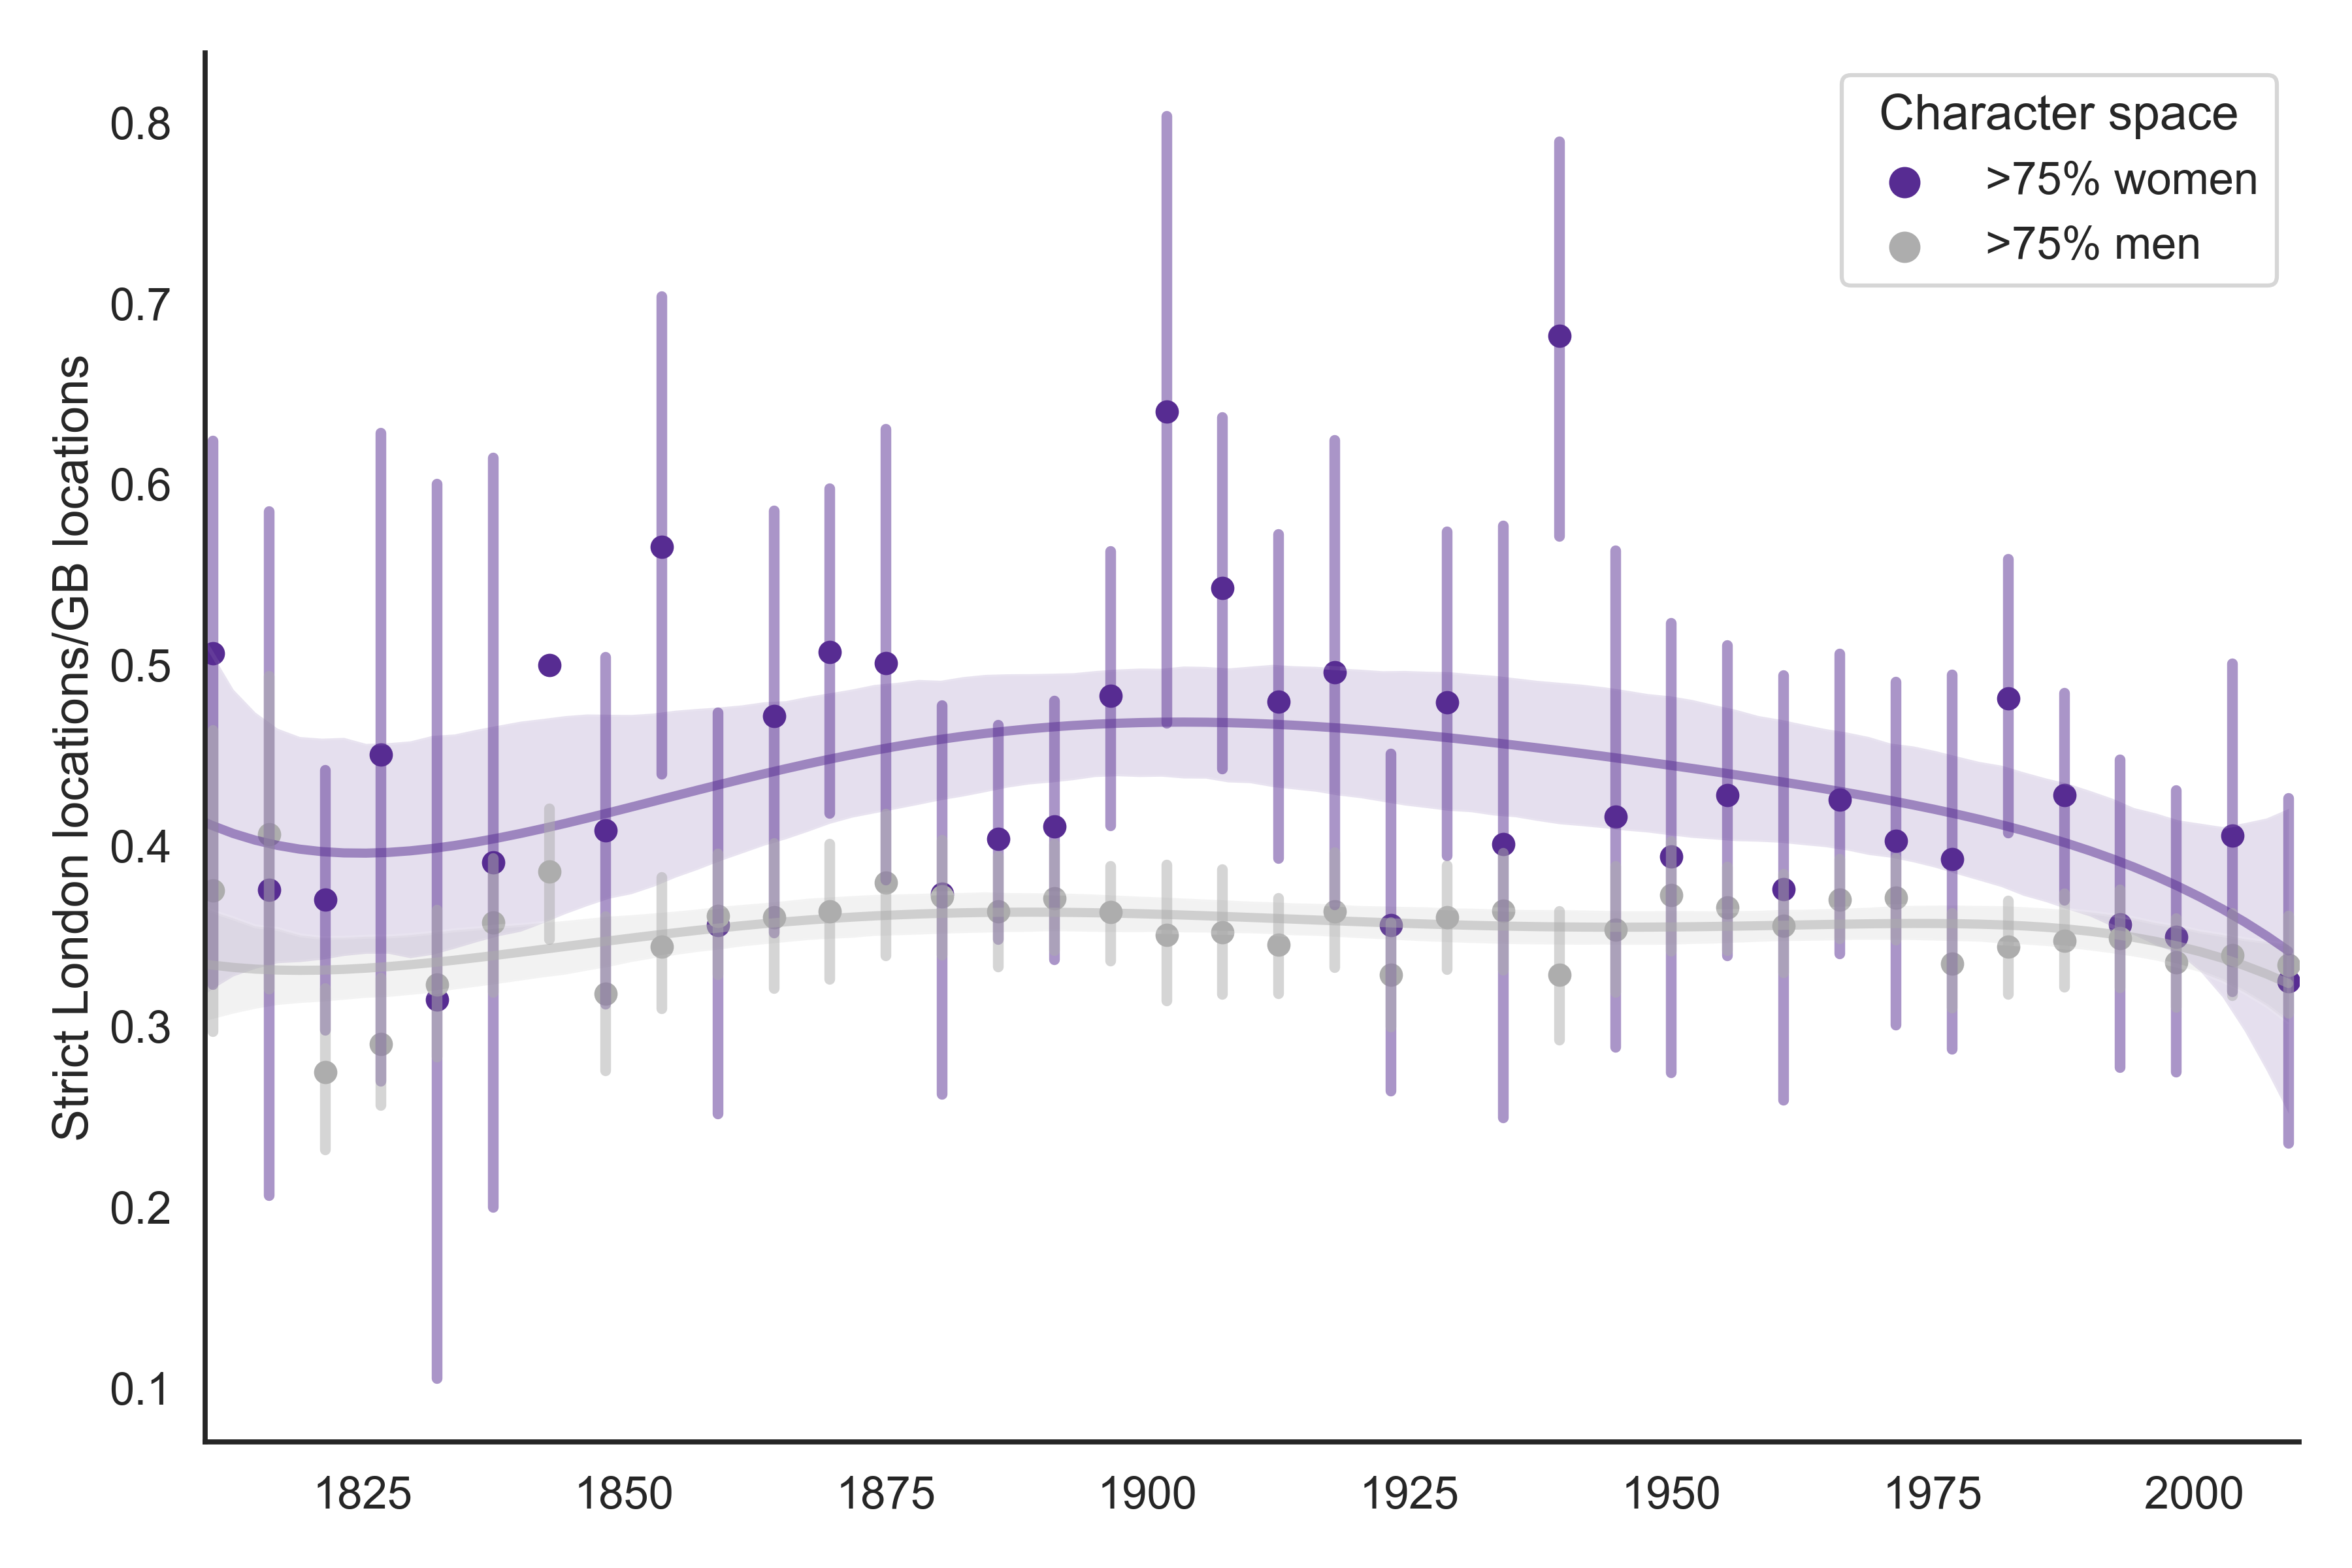 Character space
>75% women
>75% men
Strict London locations/GB locations
0.8
0.7
0.6
0.5
0.4
0.3
0.2
0.1
1825 1850 1875 1900 1925 1950 1975 2000